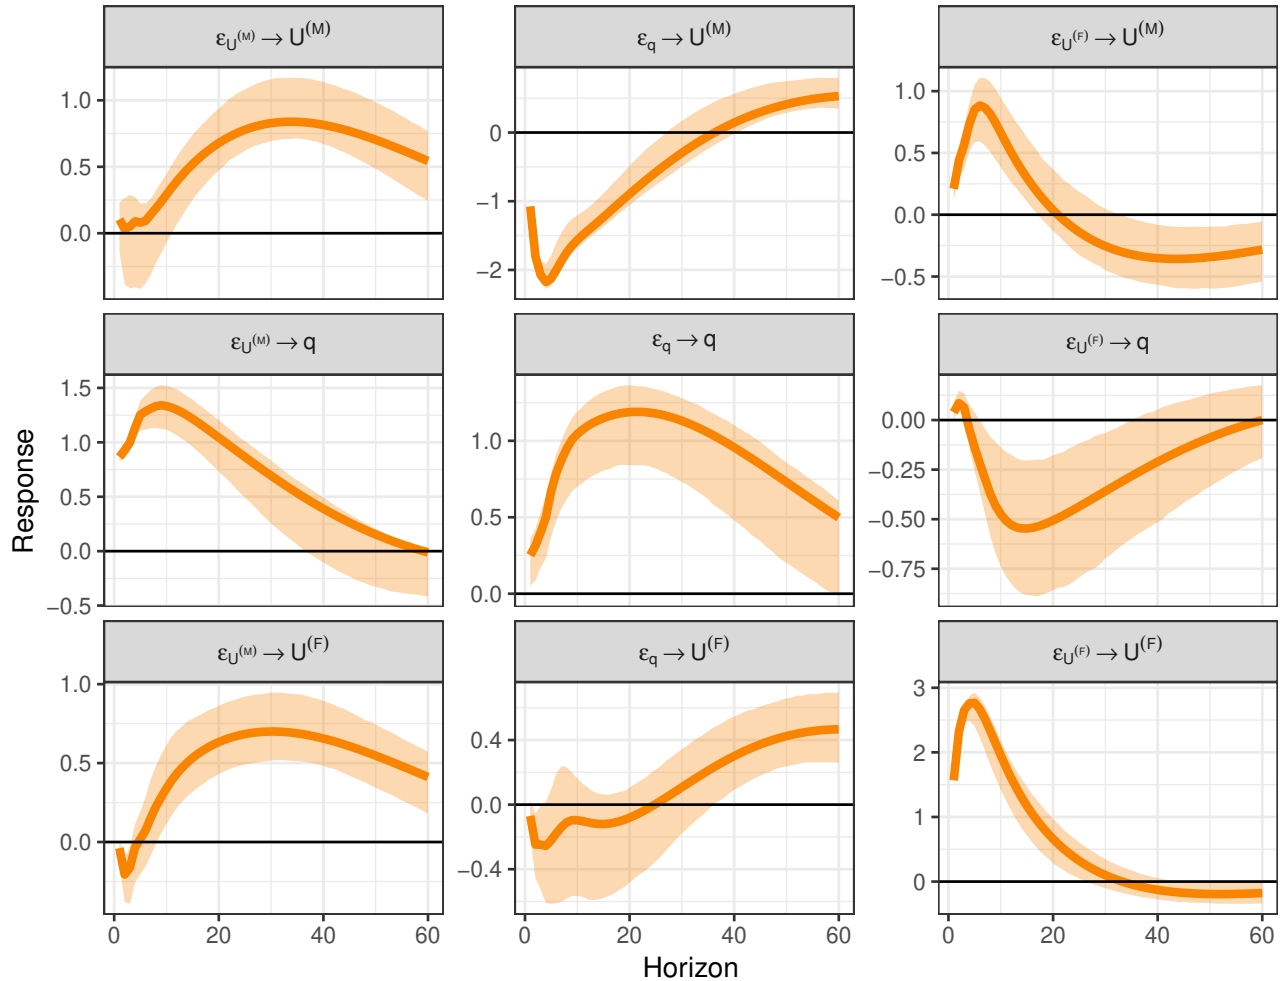 ε_U^(M) → U^(M)
ε_q → U^(M)
ε_U^(F) → U^(M)
1.0
0.5
0.0
0
−1
−2
1.0
0.5
0.0
−0.5
ε_U^(M) → q
ε_q → q
ε_U^(F) → q
1.5
1.0
0.5
0.0
−0.5
1.0
0.5
0.0
0.00
−0.25
−0.50
−0.75
Response
ε_U^(M) → U^(F)
ε_q → U^(F)
ε_U^(F) → U^(F)
1.0
0.5
0.0
0.4
0.0
−0.4
3
2
1
0
0 20 40 60
0 20 40 60
0 20 40 60
Horizon